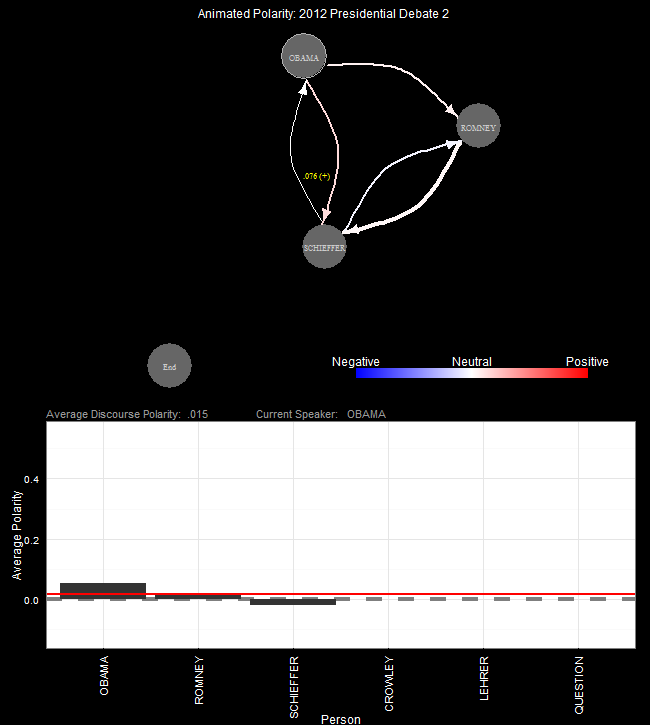 Animated Polarity: 2012 Presidential Debate 2
OBAMA
ROMNEY
.076 (+)
SCHIEFFER
End
Negative Neutral Positive
Average Discourse Polarity: .015 Current Speaker: OBAMA
Average Polarity
0.4
0.2
0.0
OBAMA
ROMNEY
SCHIEFFER
CROWLEY
LEHRER
QUESTION
Person